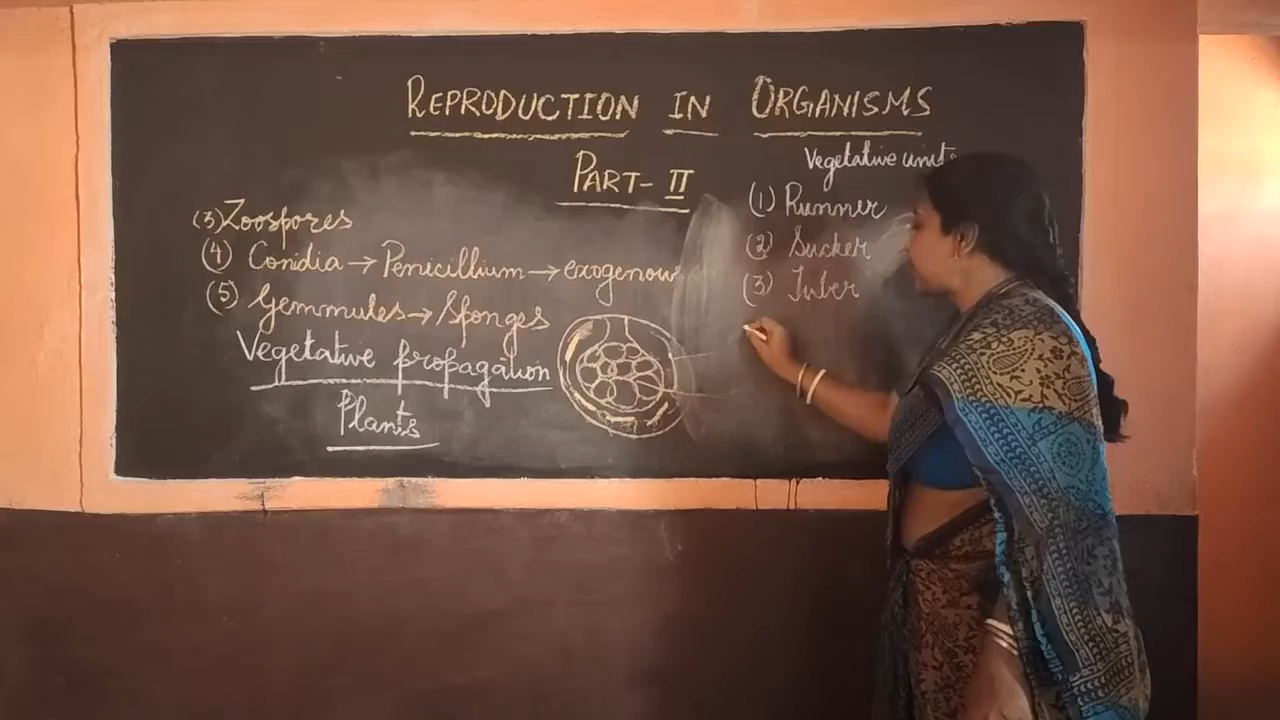 REPRODUCTION IN ORGANISMS
PART-II
(3) Zoospores
(4) Conidia → Penicillium → exogenous
(5) Gemmules → Sponges
Vegetative propagation
Plants
Vegetative units
(1) Runner
(2) Sucker
(3) Tuber